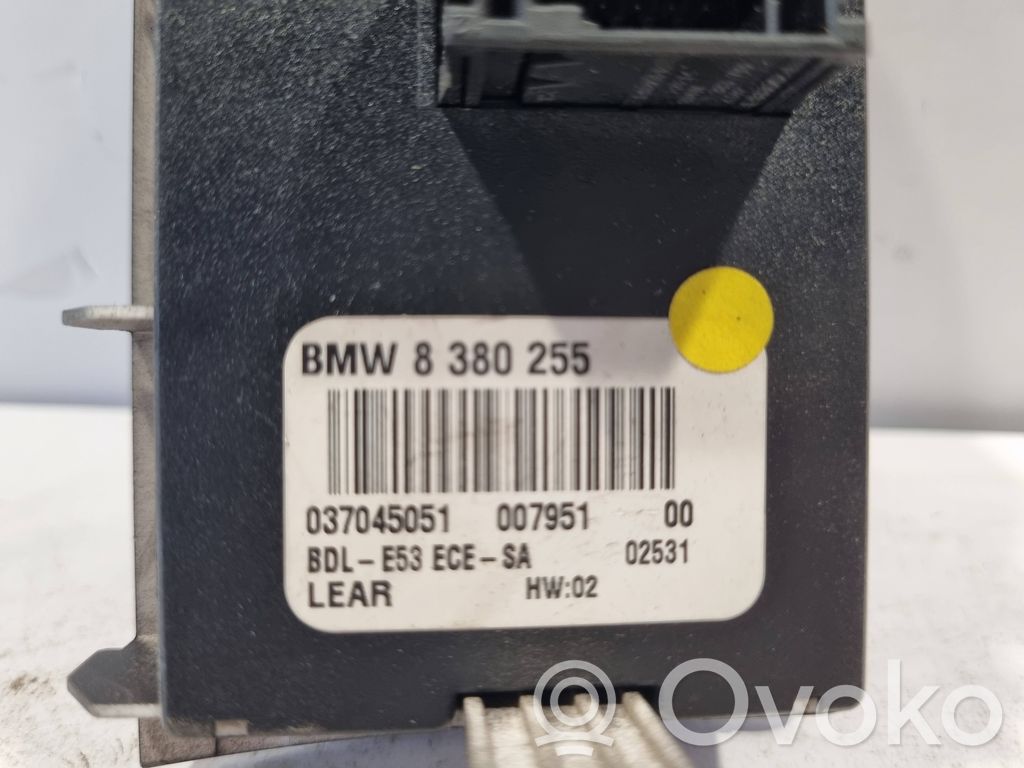 BMW 8 380 255
037045051 007951 00
BDL-E53 ECE-SA 02531
LEAR HW:02
Ovoko